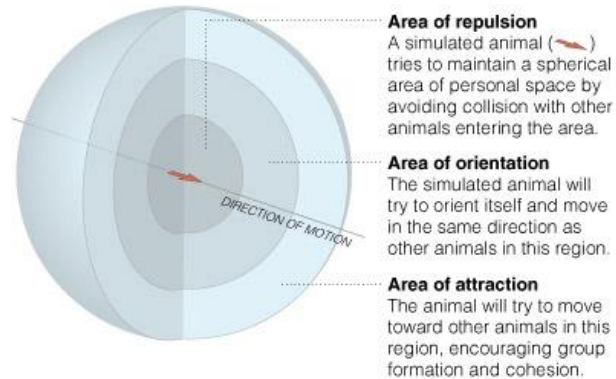 Area of repulsion
A simulated animal ( )
tries to maintain a spherical
area of personal space by
avoiding collision with other
animals entering the area.
Area of orientation
The simulated animal will
try to orient itself and move
in the same direction as
other animals in this region.
Area of attraction
The animal will try to move
toward other animals in this
region, encouraging group
formation and cohesion.
DIRECTION OF MOTION